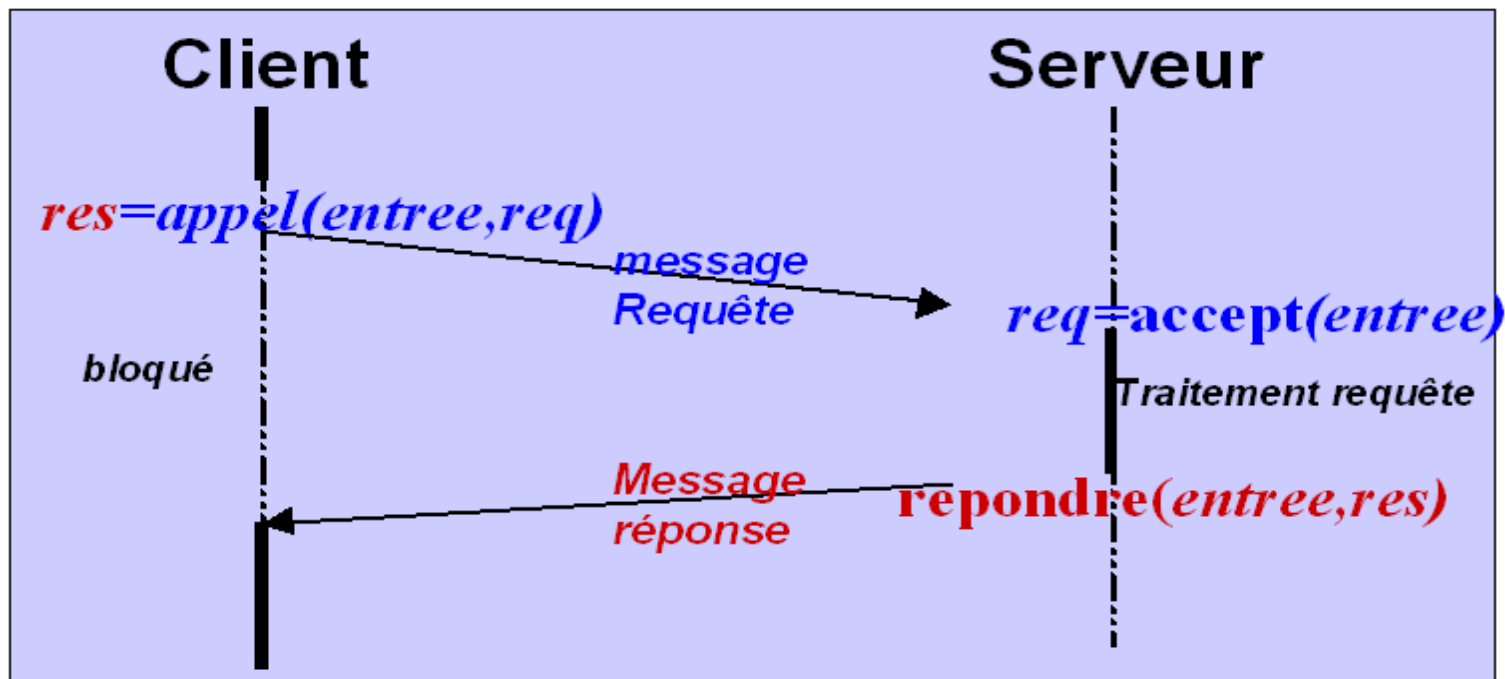 Client
Serveur
res=appel(entree,req)
message
Requête
req=accept(entree)
bloqué
Traitement requête
Message
réponse
repondre(entree,res)